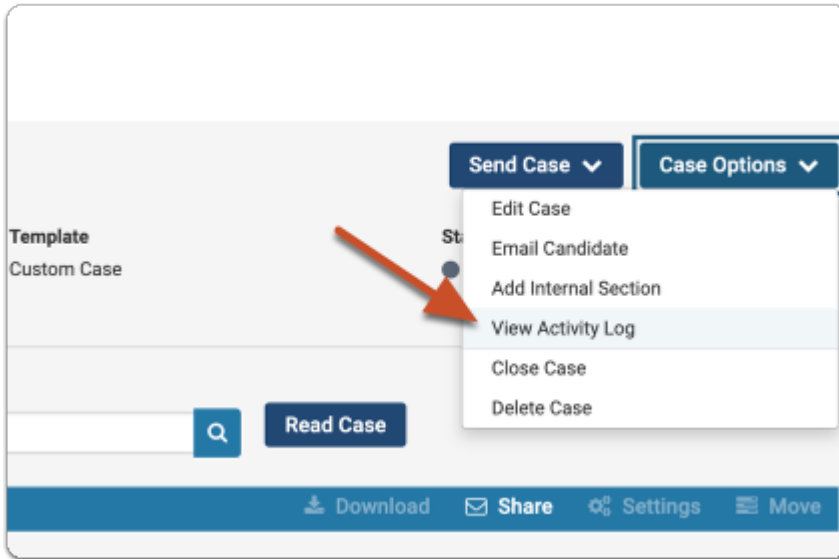 Send Case
Case Options
Edit Case
Template
Email Candidate
Custom Case
Add Internal Section
View Activity Log
Close Case
Delete Case
Read Case
Download
Share
Settings
Move